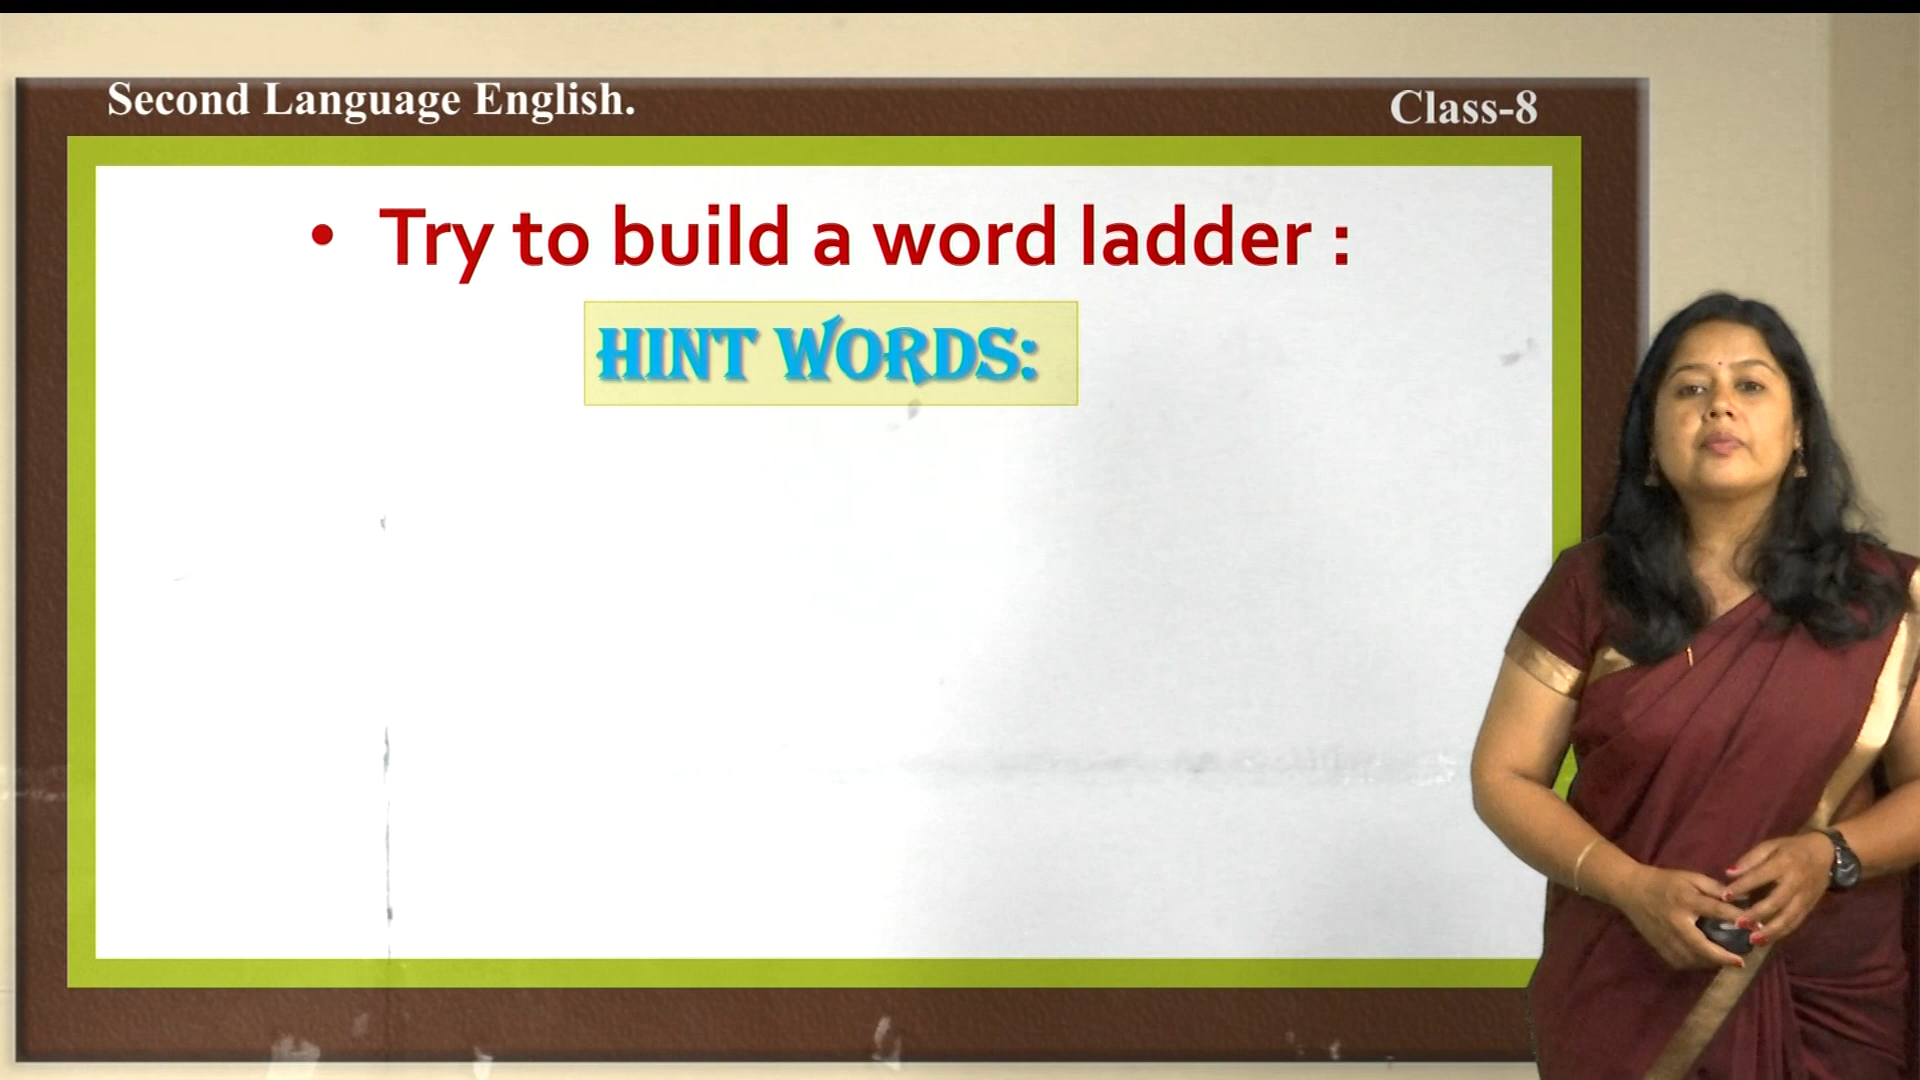 Second Language English.
Class-8
• Try to build a word ladder :
HINT WORDS: